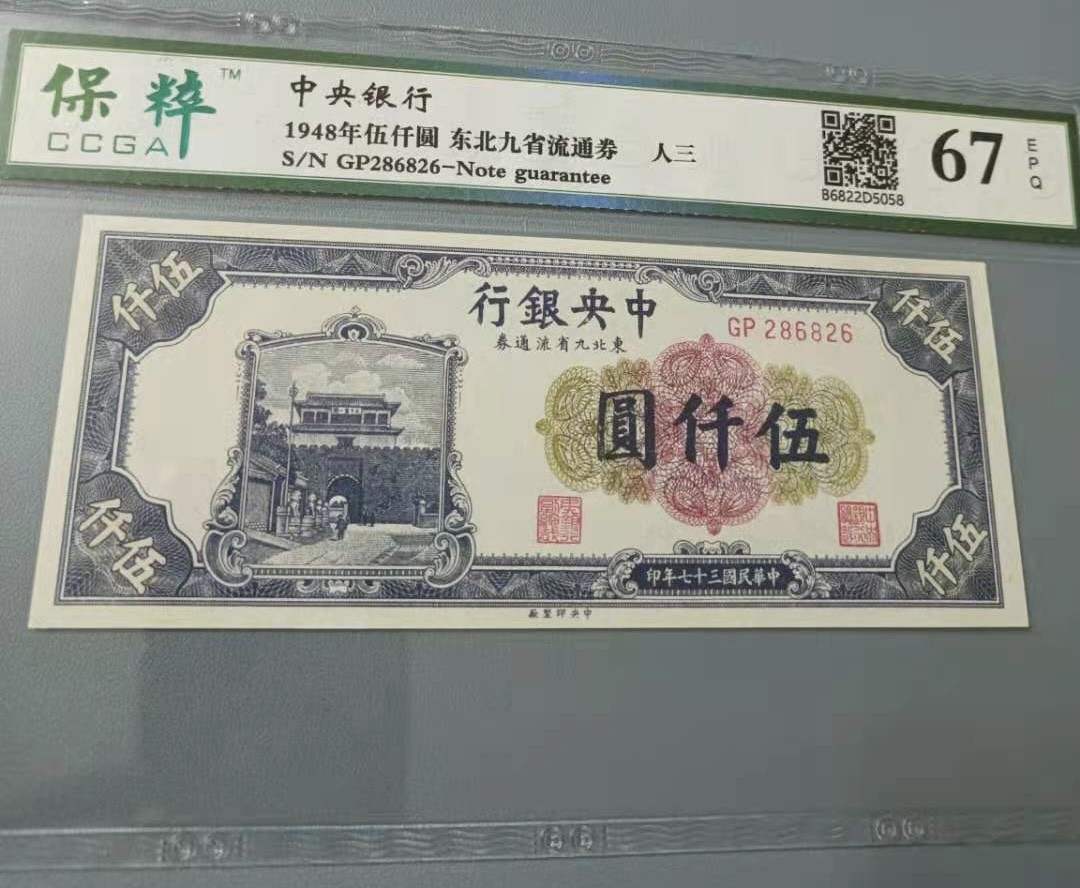 保粹™
CCGA
中央银行
1948年伍仟圆 东北九省流通券 人三
S/N GP286826-Note guarantee
B6822D5058
67
EPQ
伍仟
伍仟
行銀央中
GP 286826
券通流省九北東
圓仟伍
伍仟
伍仟
印年七十三國民華中
廠製印央中